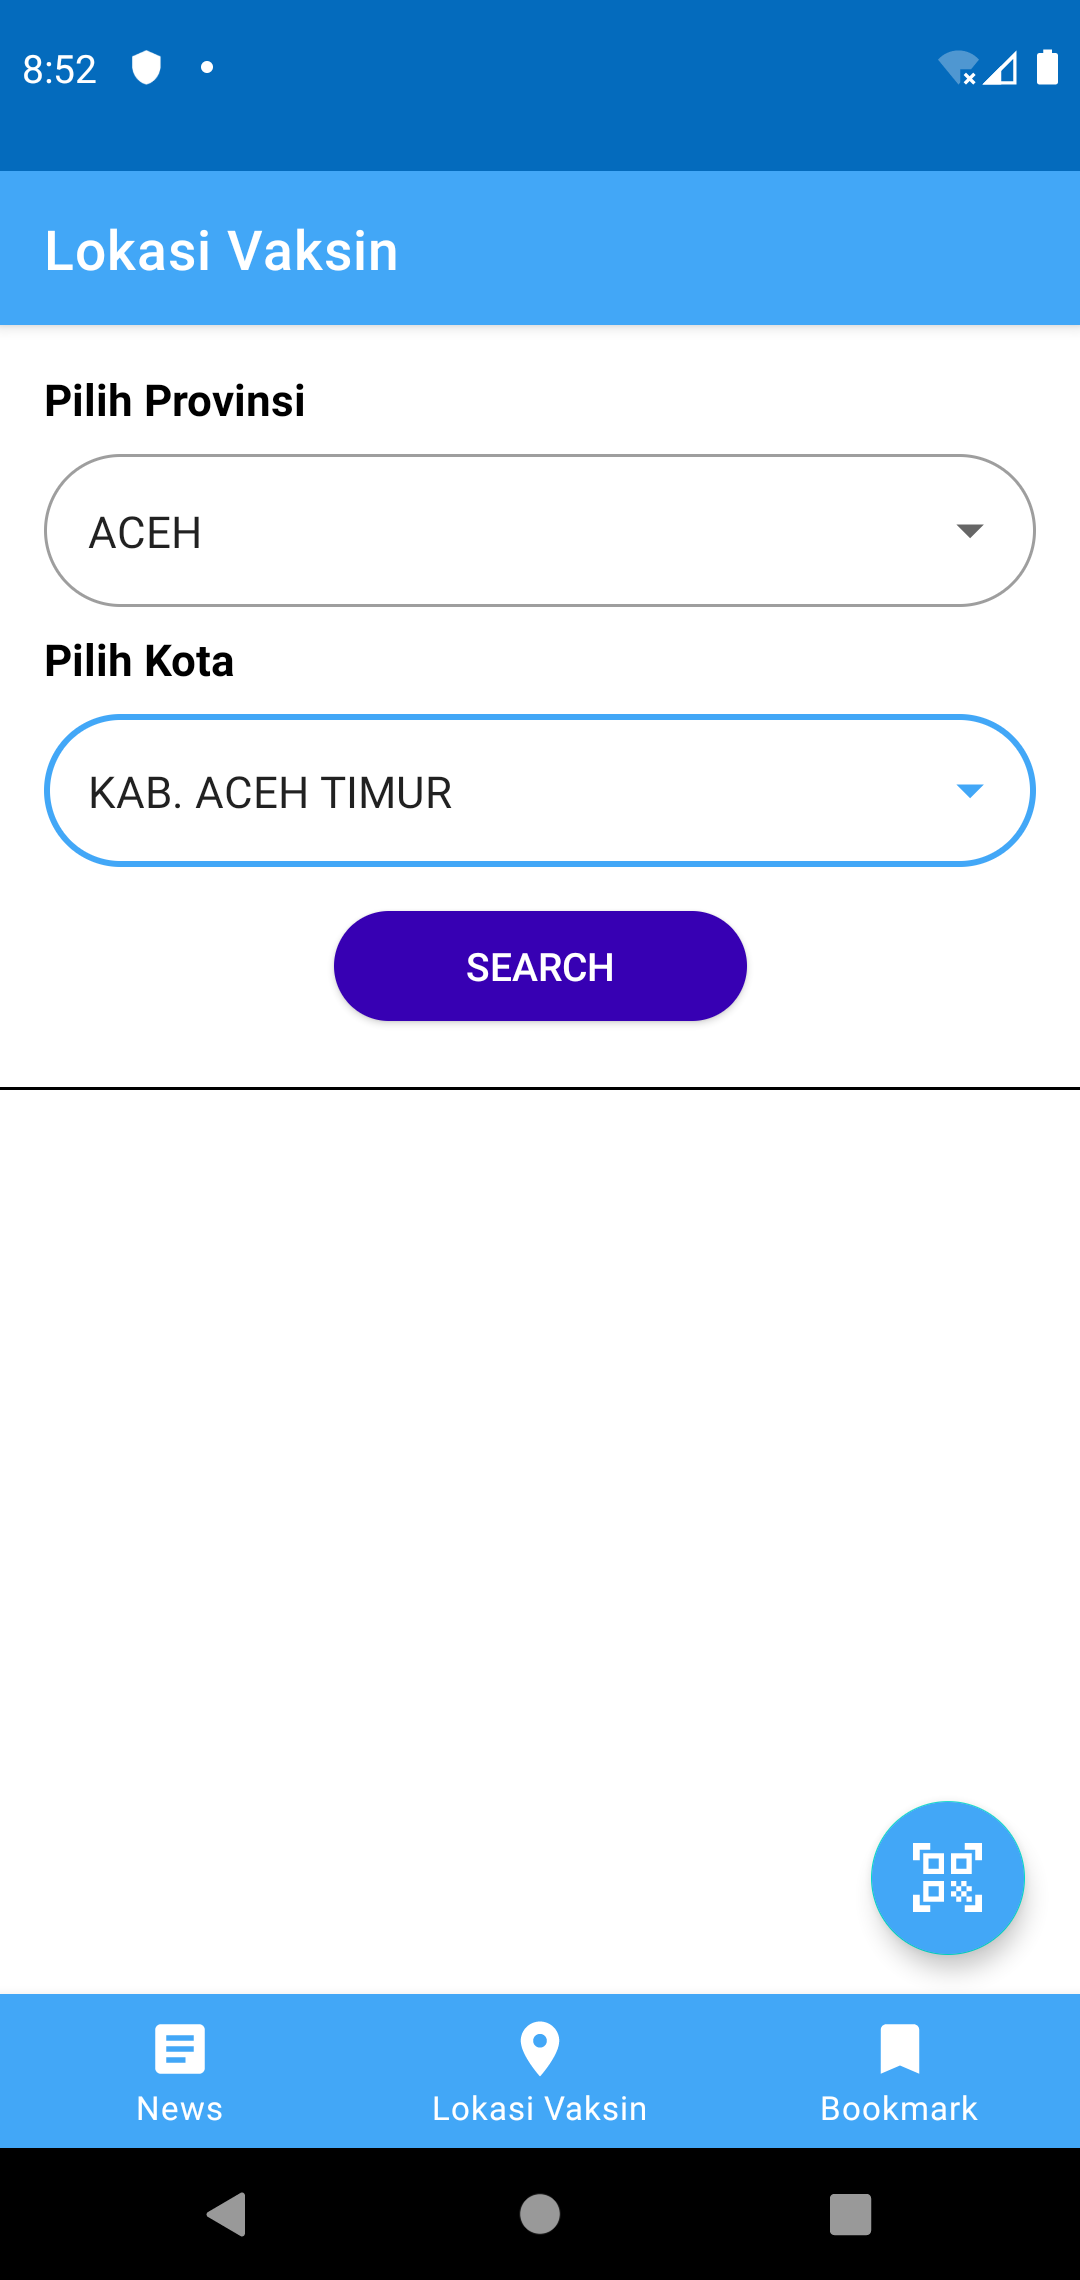 8:52
Lokasi Vaksin
Pilih Provinsi
ACEH
Pilih Kota
KAB. ACEH TIMUR
SEARCH
News
Lokasi Vaksin
Bookmark